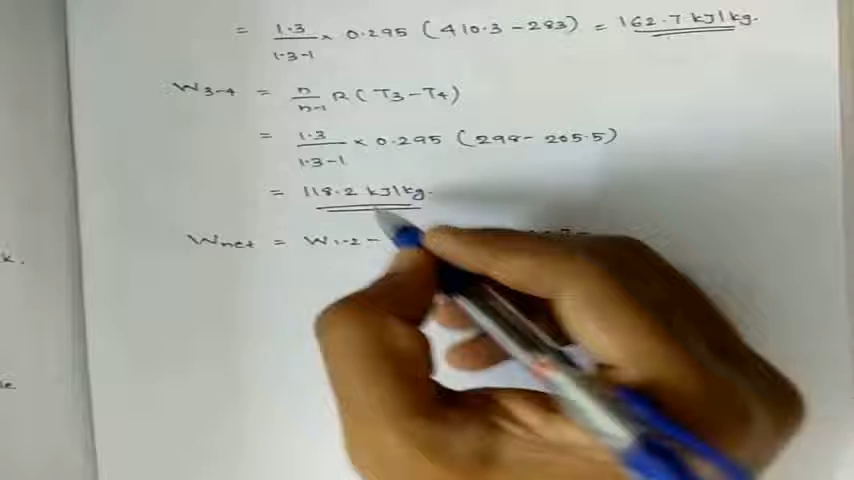 = 1.3/1.3-1 × 0.295 (410.3-283) = 162.7 kJ/kg.
W3-4 = n/n-1 R (T3-T4)
= 1.3/1.3-1 × 0.295 (298-205.5)
= 118.2 kJ/kg.
k.
Wnet = W1-2 -